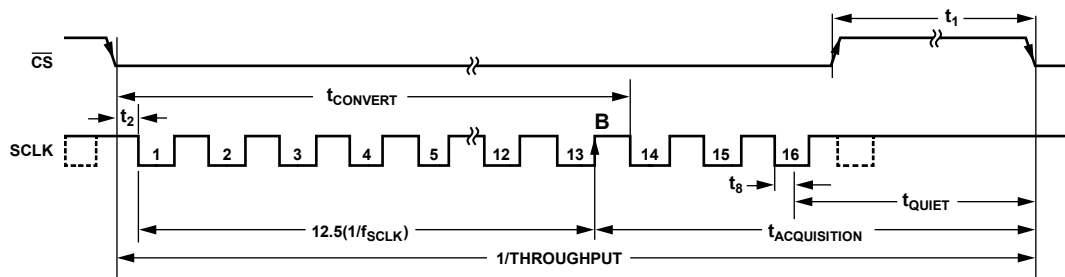 t1
CS
tCONVERT
t2
B
SCLK
1 2 3 4 5 12 13 14 15 16
t8
tQUIET
12.5(1/fSCLK)
tACQUISITION
1/THROUGHPUT